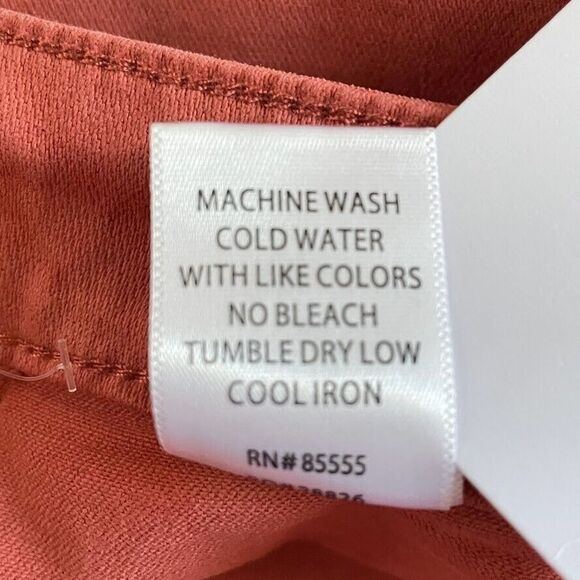 MACHINE WASH
COLD WATER
WITH LIKE COLORS
NO BLEACH
TUMBLE DRY LOW
COOL IRON
RN# 85555